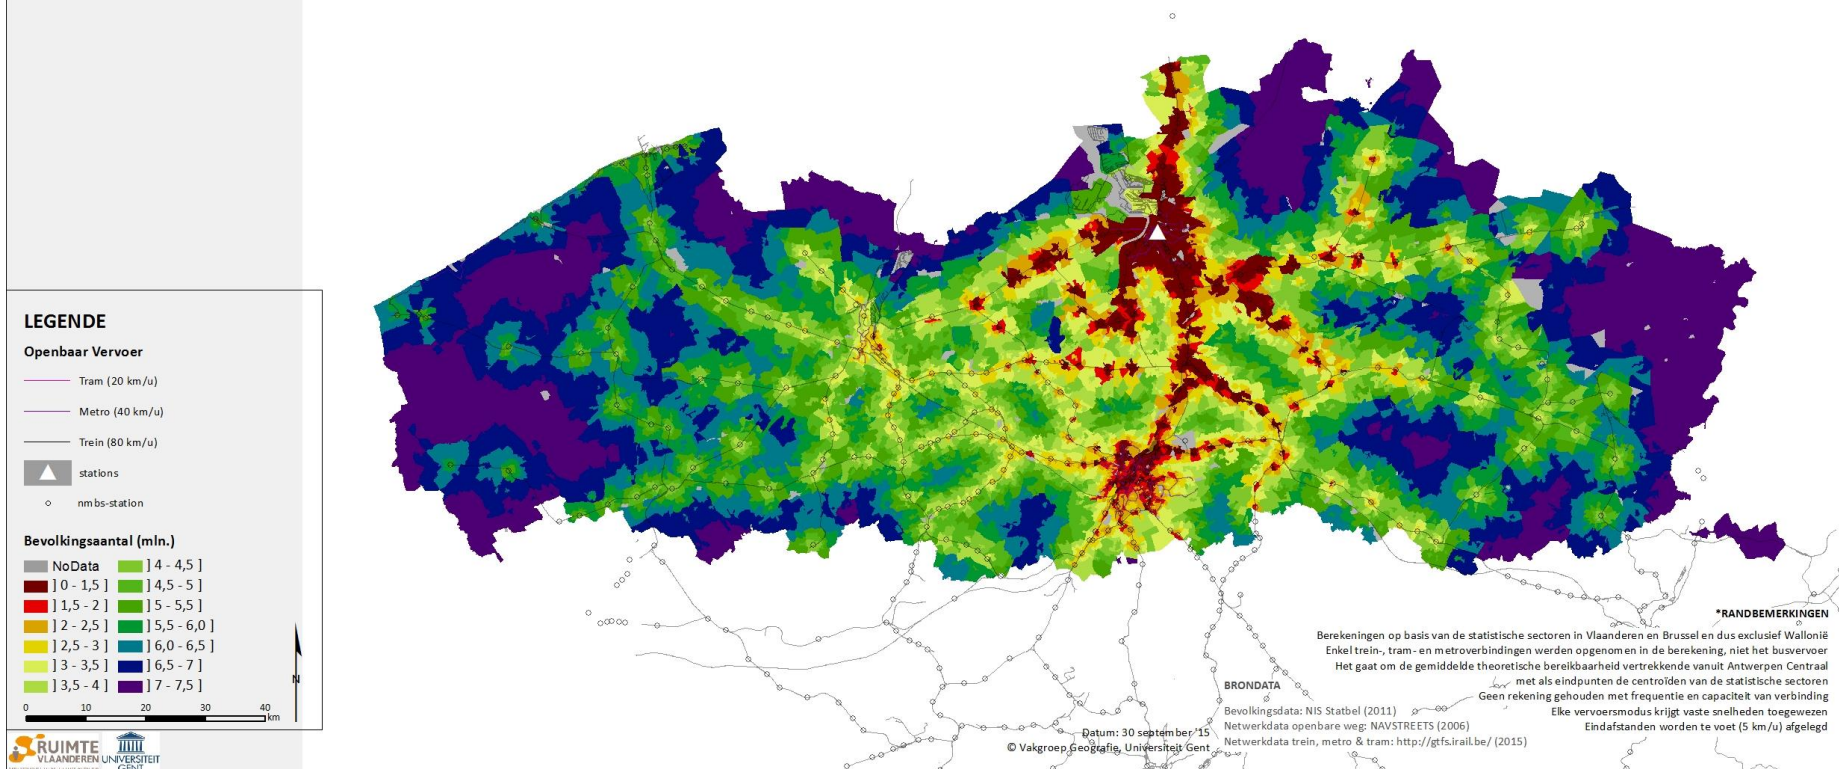 LEGENDE
Openbaar Vervoer
Tram (20 km/u)
Metro (40 km/u)
Trein (80 km/u)
stations
nmbs-station
Bevolkingsaantal (mln.)
NoData ] 4 - 4,5 ]
] 0 - 1,5 ] ] 4,5 - 5 ]
] 1,5 - 2 ] ] 5 - 5,5 ]
] 2 - 2,5 ] ] 5,5 - 6,0 ]
] 2,5 - 3 ] ] 6,0 - 6,5 ]
] 3 - 3,5 ] ] 6,5 - 7 ]
] 3,5 - 4 ] ] 7 - 7,5 ]
N
0 10 20 30 40
km
RUIMTE
VLAANDEREN
UNIVERSITEIT
GENT
Datum: 30 september '15
© Vakgroep Geografie, Universiteit Gent
BRONDATA
Bevolkingsdata: NIS Statbel (2011)
Netwerkdata openbare weg: NAVSTREETS (2006)
Netwerkdata trein, metro & tram: http://gtfs.irail.be/ (2015)
*RANDBEMERKINGEN
Berekeningen op basis van de statistische sectoren in Vlaanderen en Brussel en dus exclusief Wallonië
Enkel trein-, tram- en metroverbindingen werden opgenomen in de berekening, niet het busvervoer
Het gaat om de gemiddelde theoretische bereikbaarheid vertrekkende vanuit Antwerpen Centraal
met als eindpunten de centroïden van de statistische sectoren
Geen rekening gehouden met frequentie en capaciteit van verbinding
Elke vervoersmodus krijgt vaste snelheden toegewezen
Eindafstanden worden te voet (5 km/u) afgelegd